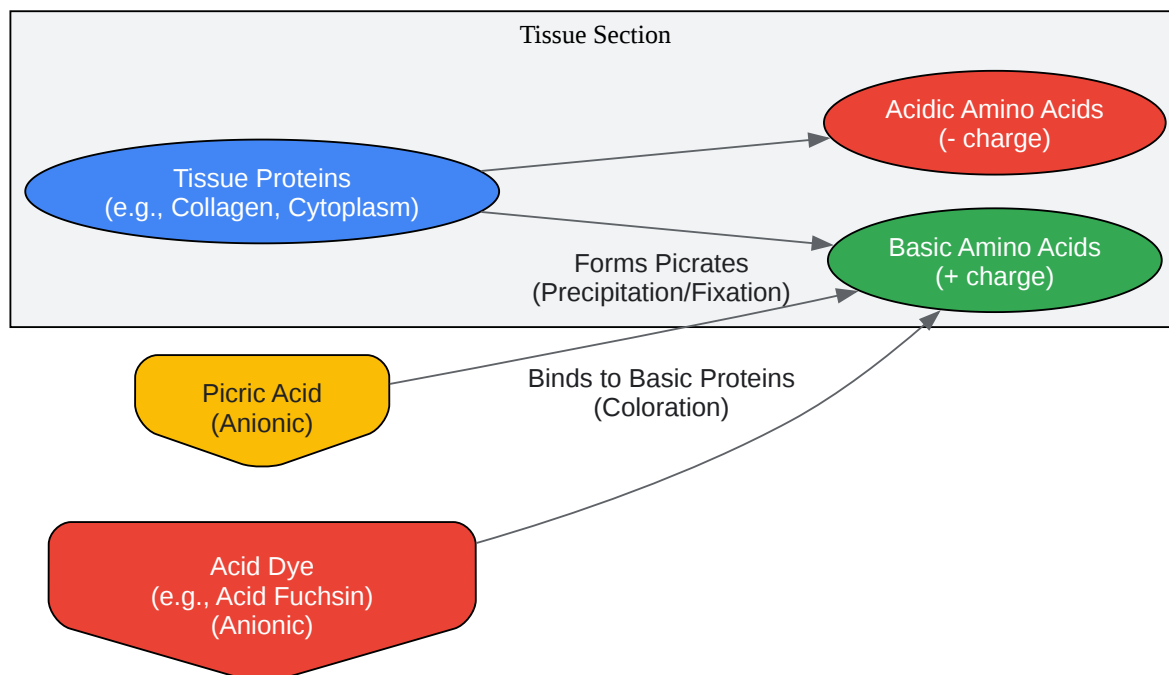 Tissue Section
Acidic Amino Acids
(- charge)
Tissue Proteins
(e.g., Collagen, Cytoplasm)
Basic Amino Acids
(+ charge)
Forms Picrates
(Precipitation/Fixation)
Picric Acid
(Anionic)
Binds to Basic Proteins
(Coloration)
Acid Dye
(e.g., Acid Fuchsin)
(Anionic)